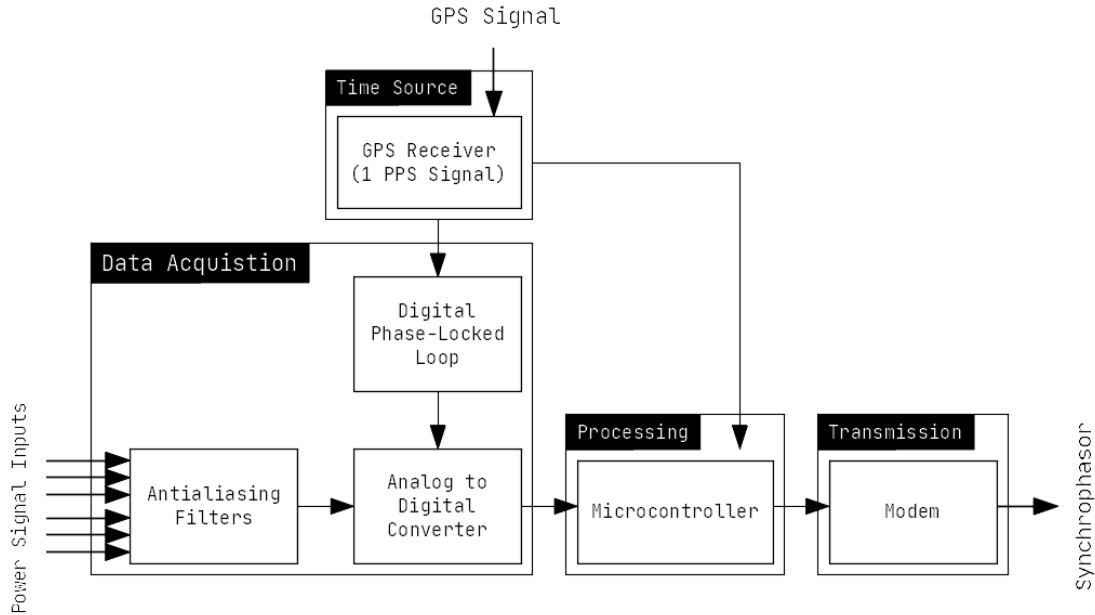 GPS Signal
Time Source
GPS Receiver
(1 PPS Signal)
Data Acquistion
Digital
Phase-Locked
Loop
Power Signal Inputs
Antialiasing
Filters
Analog to
Digital
Converter
Processing
Microcontroller
Transmission
Modem
Synchrophasor